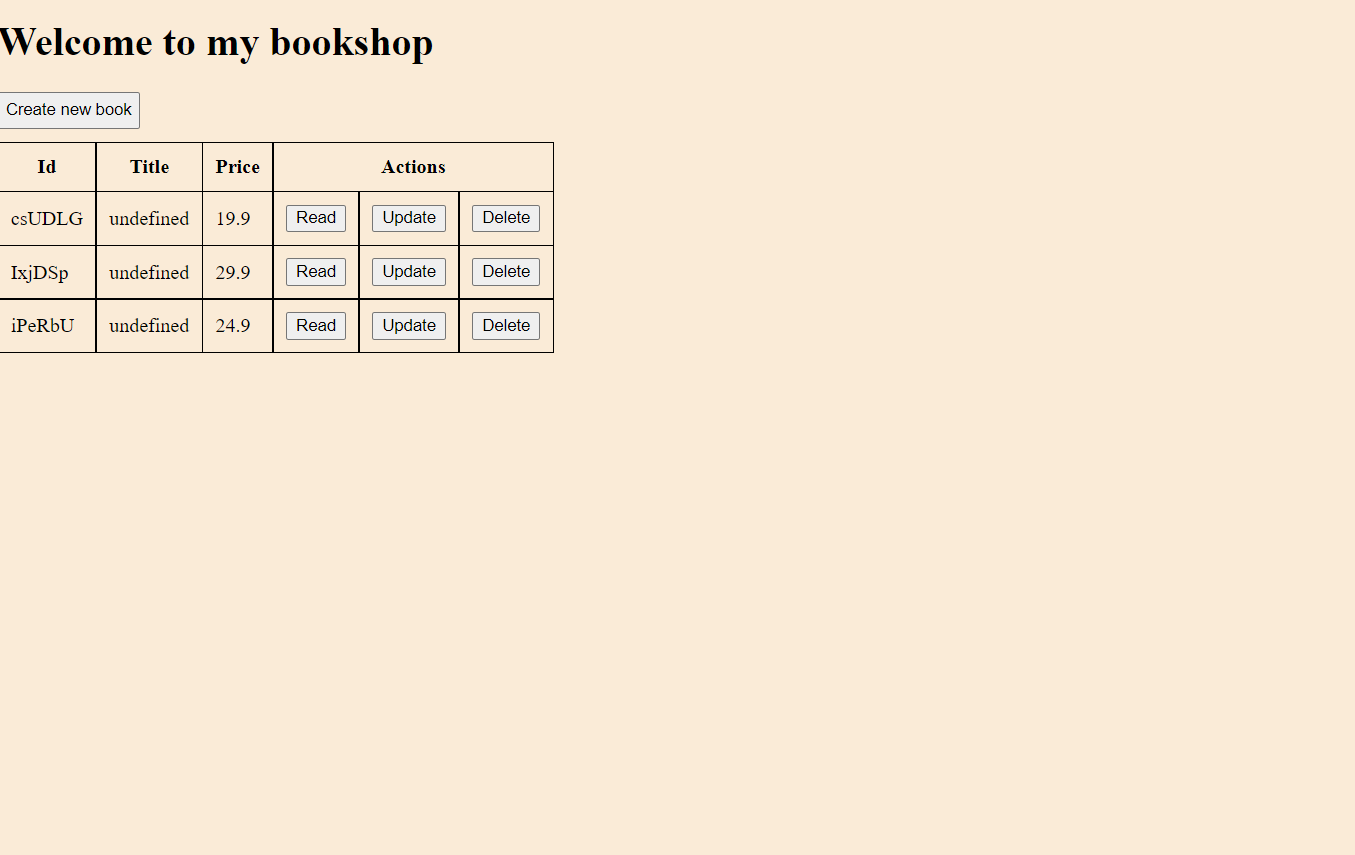 Welcome to my bookshop
Create new book
Id Title Price Actions
csUDLG undefined 19.9 Read Update Delete
IxjDSp undefined 29.9 Read Update Delete
iPeRbU undefined 24.9 Read Update Delete